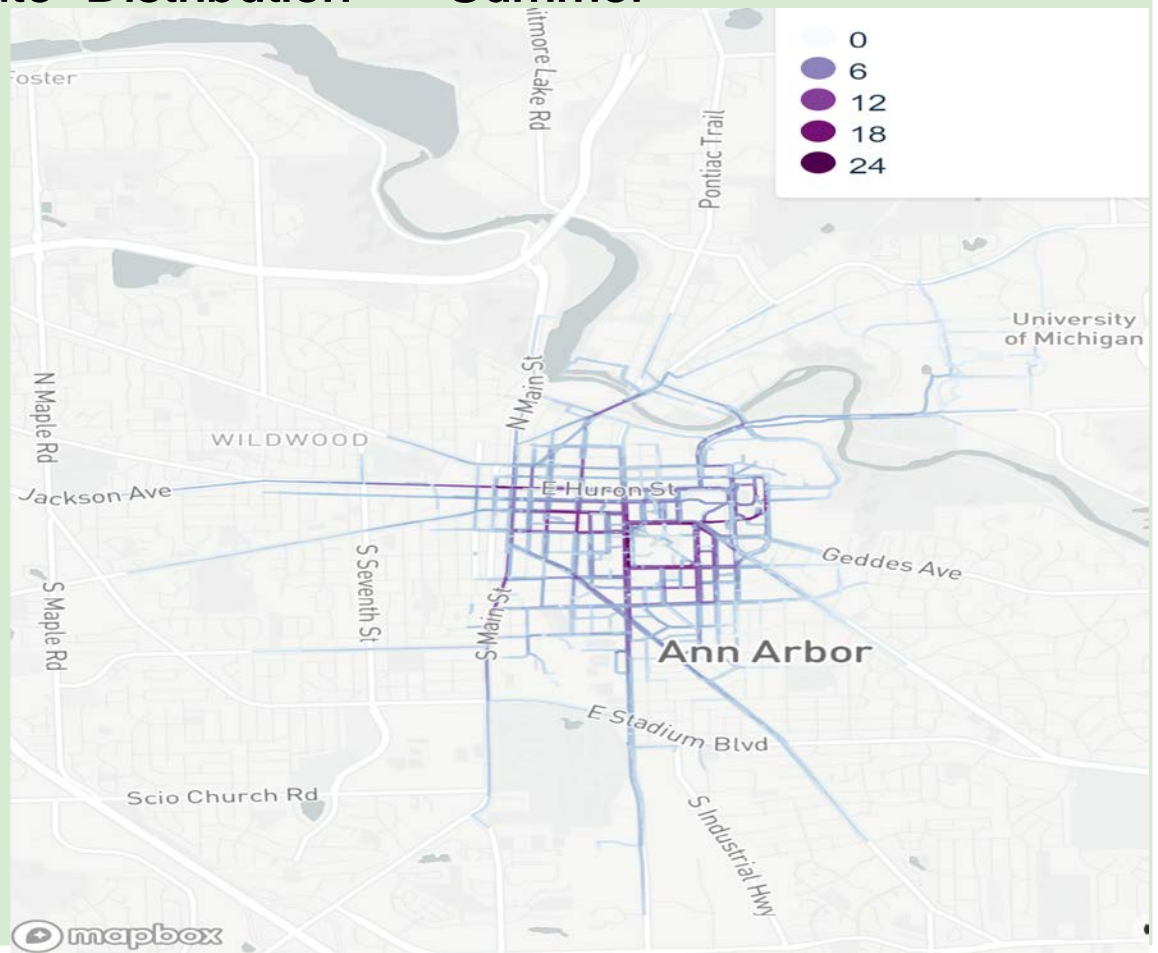 Distribution Summer
0
6
12
18
24
Foster
Pontiac Trail
University
of Michigan
N Main St
N Maple Rd
WILDWOOD
Jackson Ave
E Huron St
Geddes Ave
S Seventh St
S Maple Rd
S Main St
Ann Arbor
E Stadium Blvd
Scio Church Rd
S Industrial Hwy
mapbox
Lake Rd